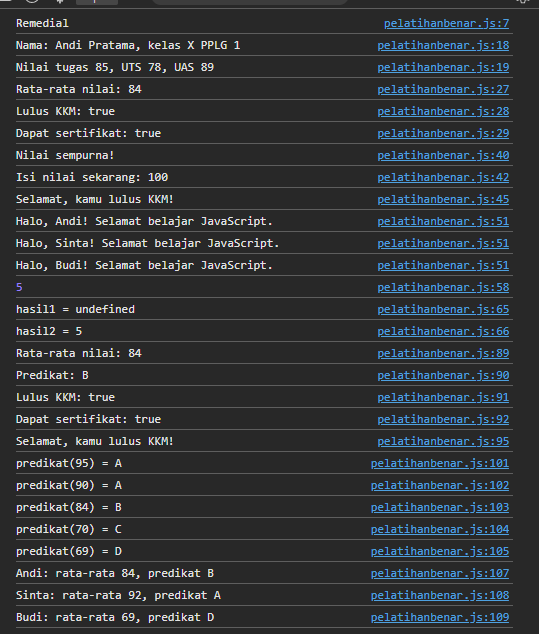 Remedial pelatihanbenar.js:7
Nama: Andi Pratama, kelas X PPLG 1 pelatihanbenar.js:18
Nilai tugas 85, UTS 78, UAS 89 pelatihanbenar.js:19
Rata-rata nilai: 84 pelatihanbenar.js:27
Lulus KKM: true pelatihanbenar.js:28
Dapat sertifikat: true pelatihanbenar.js:29
Nilai sempurna! pelatihanbenar.js:40
Isi nilai sekarang: 100 pelatihanbenar.js:42
Selamat, kamu lulus KKM! pelatihanbenar.js:45
Halo, Andi! Selamat belajar JavaScript. pelatihanbenar.js:51
Halo, Sinta! Selamat belajar JavaScript. pelatihanbenar.js:51
Halo, Budi! Selamat belajar JavaScript. pelatihanbenar.js:51
5 pelatihanbenar.js:58
hasil1 = undefined pelatihanbenar.js:65
hasil2 = 5 pelatihanbenar.js:66
Rata-rata nilai: 84 pelatihanbenar.js:89
Predikat: B pelatihanbenar.js:90
Lulus KKM: true pelatihanbenar.js:91
Dapat sertifikat: true pelatihanbenar.js:92
Selamat, kamu lulus KKM! pelatihanbenar.js:95
predikat(95) = A pelatihanbenar.js:101
predikat(90) = A pelatihanbenar.js:102
predikat(84) = B pelatihanbenar.js:103
predikat(70) = C pelatihanbenar.js:104
predikat(69) = D pelatihanbenar.js:105
Andi: rata-rata 84, predikat B pelatihanbenar.js:107
Sinta: rata-rata 92, predikat A pelatihanbenar.js:108
Budi: rata-rata 69, predikat D pelatihanbenar.js:109